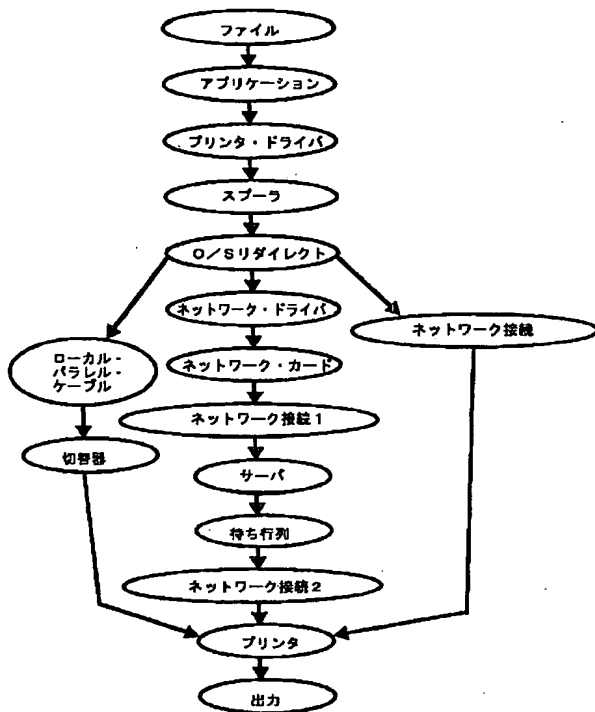 ファイル
アプリケーション
プリンタ・ドライバ
スプーラ
O/Sリダイレクト
ネットワーク・ドライバ
ネットワーク接続
ローカル-
パラレル・
ケーブル
ネットワーク・カード
ネットワーク接続1
切替器
サーバ
待ち行列
ネットワーク接続2
プリンタ
出力